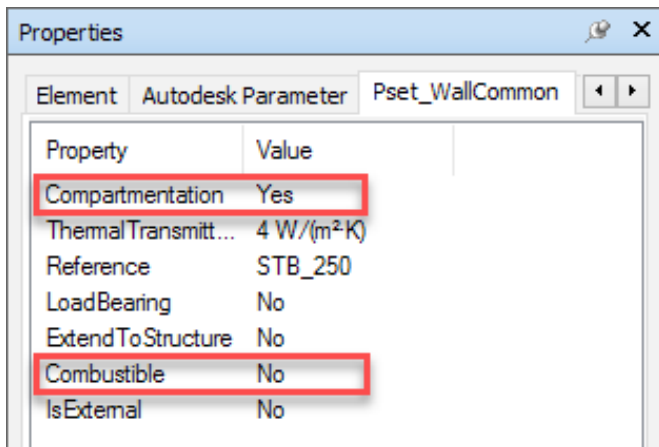 Properties
Element Autodesk Parameter Pset_WallCommon
Property Value
Compartmentation Yes
ThermalTransmitt... 4 W/(m²·K)
Reference STB_250
LoadBearing No
ExtendToStructure No
Combustible No
IsExternal No